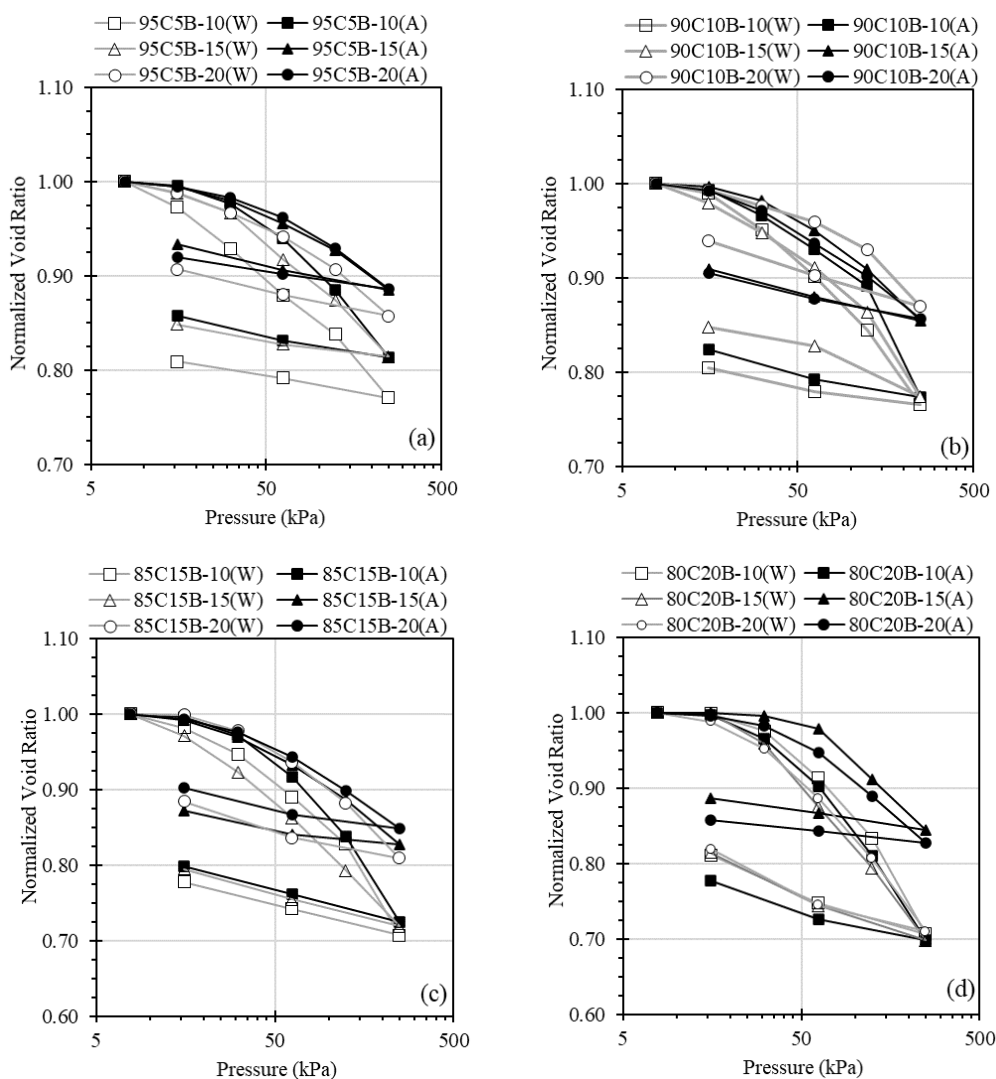 95C5B-10(W) 95C5B-10(A)
95C5B-15(W) 95C5B-15(A)
95C5B-20(W) 95C5B-20(A)
1.10
1.00
0.90
0.80
0.70
Normalized Void Ratio
(a)
5 50 500
Pressure (kPa)
90C10B-10(W) 90C10B-10(A)
90C10B-15(W) 90C10B-15(A)
90C10B-20(W) 90C10B-20(A)
1.10
1.00
0.90
0.80
0.70
Normalized Void Ratio
(b)
5 50 500
Pressure (kPa)
85C15B-10(W) 85C15B-10(A)
85C15B-15(W) 85C15B-15(A)
85C15B-20(W) 85C15B-20(A)
1.10
1.00
0.90
0.80
0.70
0.60
Normalized Void Ratio
(c)
5 50 500
Pressure (kPa)
80C20B-10(W) 80C20B-10(A)
80C20B-15(W) 80C20B-15(A)
80C20B-20(W) 80C20B-20(A)
1.10
1.00
0.90
0.80
0.70
0.60
Normalized Void Ratio
(d)
5 50 500
Pressure (kPa)